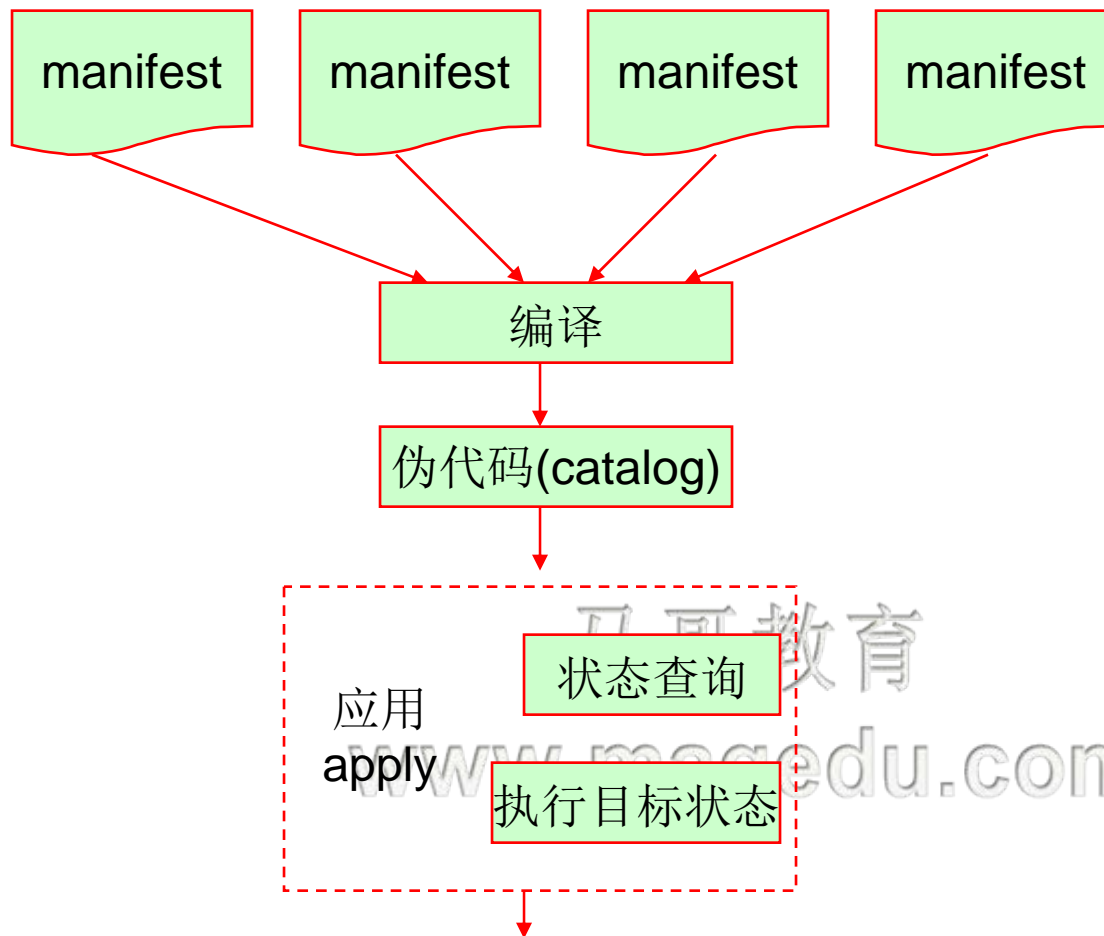 manifest
manifest
manifest
manifest
编译
伪代码(catalog)
马哥教育
状态查询
应用
apply
www.magedu.com
执行目标状态